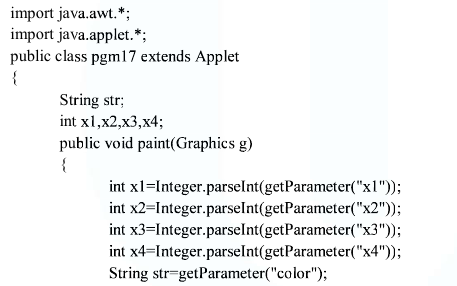 import java.awt.*;
import java.applet.*;
public class pgm17 extends Applet
{
String str;
int x1,x2,x3,x4;
public void paint(Graphics g)
{
int x1=Integer.parseInt(getParameter("x1"));
int x2=Integer.parseInt(getParameter("x2"));
int x3=Integer.parseInt(getParameter("x3"));
int x4=Integer.parseInt(getParameter("x4"));
String str=getParameter("color");